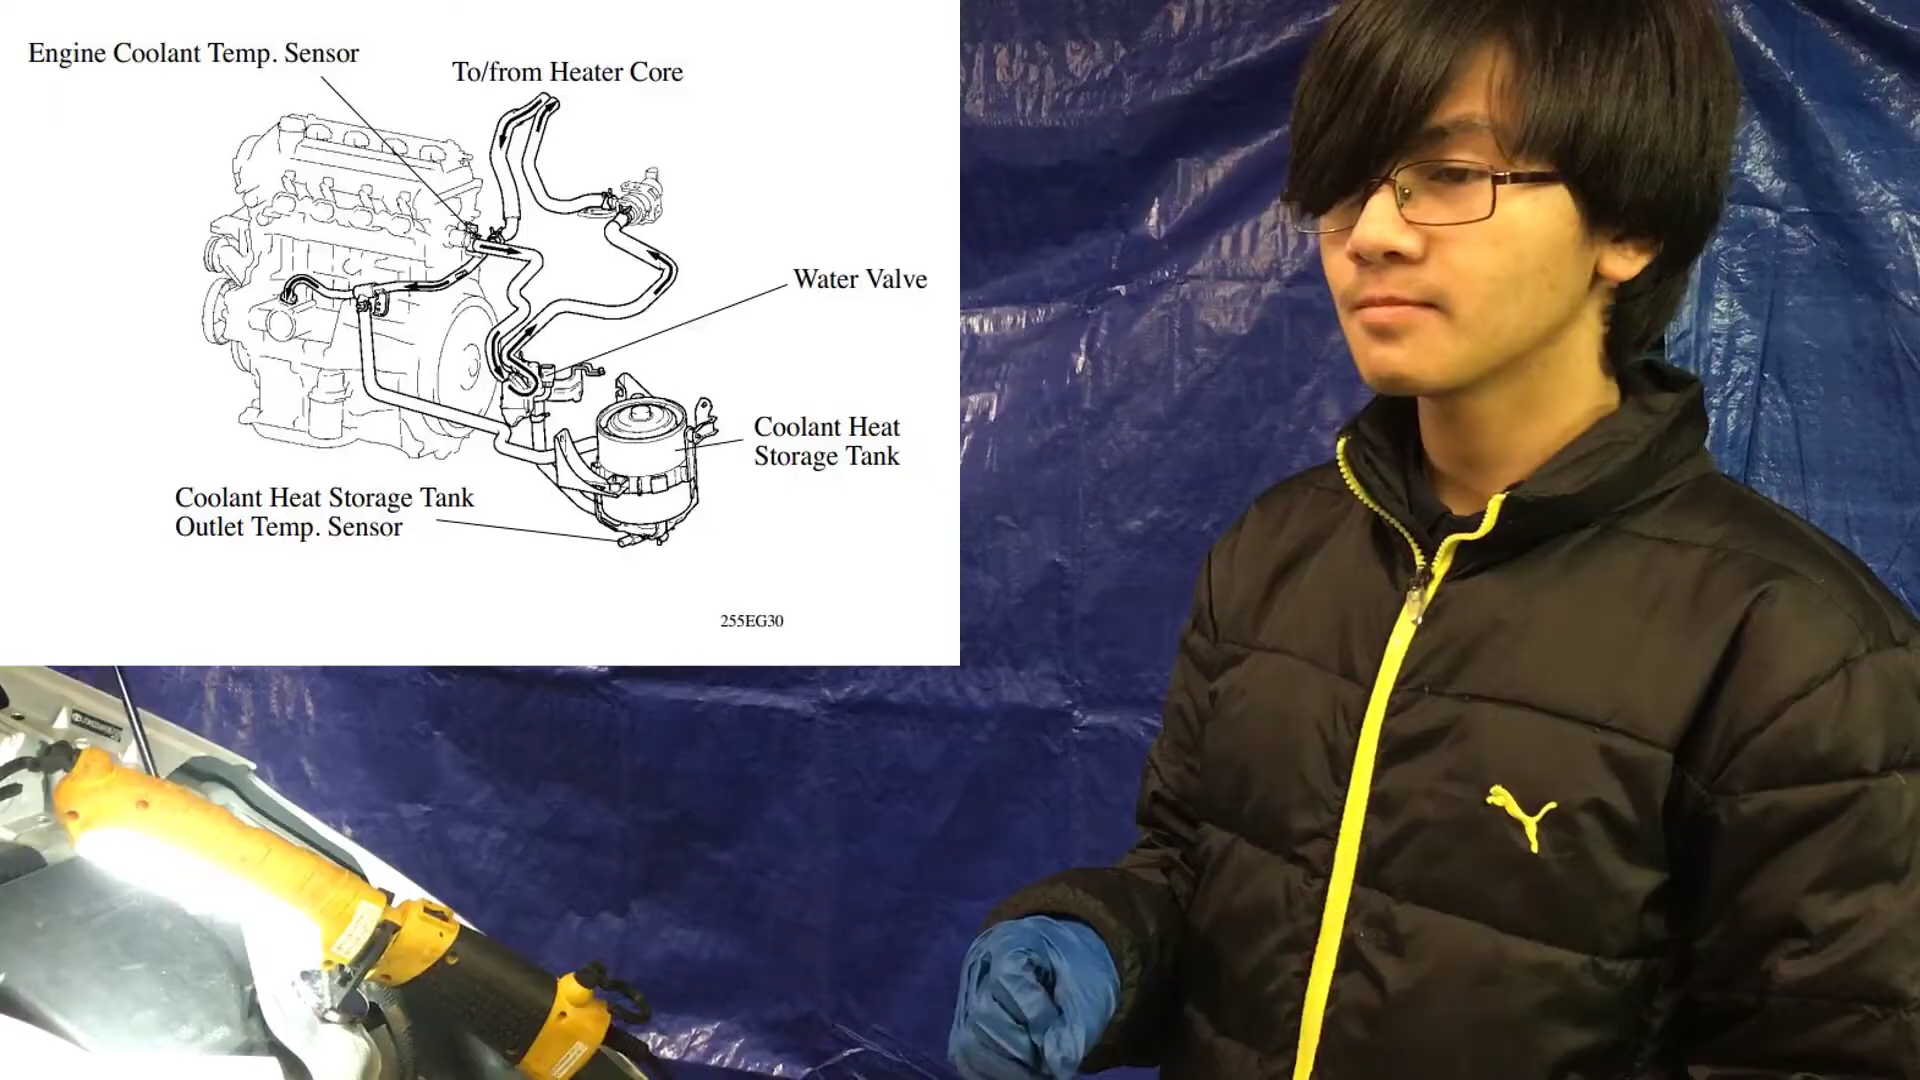 Engine Coolant Temp. Sensor
To/from Heater Core
Water Valve
Coolant Heat
Storage Tank
Coolant Heat Storage Tank
Outlet Temp. Sensor
255EG30